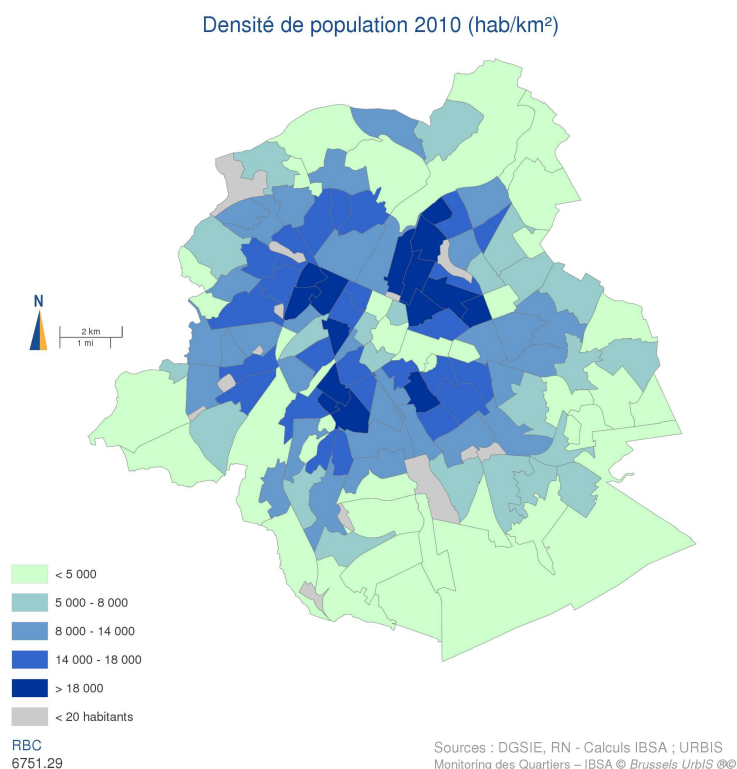 Densité de population 2010 (hab/km²)
N
2 km
1 mi
< 5 000
5 000 - 8 000
8 000 - 14 000
14 000 - 18 000
> 18 000
< 20 habitants
RBC
6751.29
Sources : DGSIE, RN - Calculs IBSA ; URBIS
Monitoring des Quartiers – IBSA © Brussels UrbIS ®©